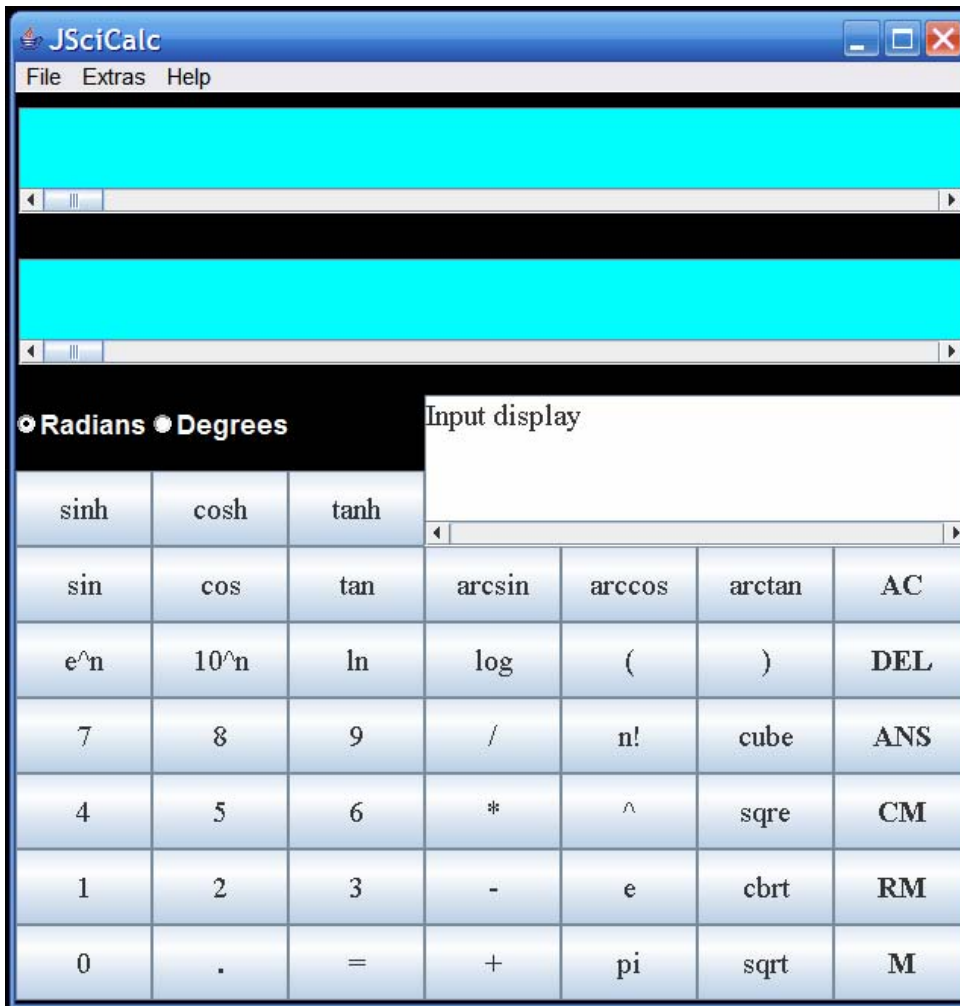 JSciCalc
File Extras Help
Radians Degrees
Input display
sinh cosh tanh
sin cos tan arcsin arccos arctan AC
e^n 10^n ln log ( ) DEL
7 8 9 / n! cube ANS
4 5 6 * ^ sqre CM
1 2 3 - e cbrt RM
0 . = + pi sqrt M